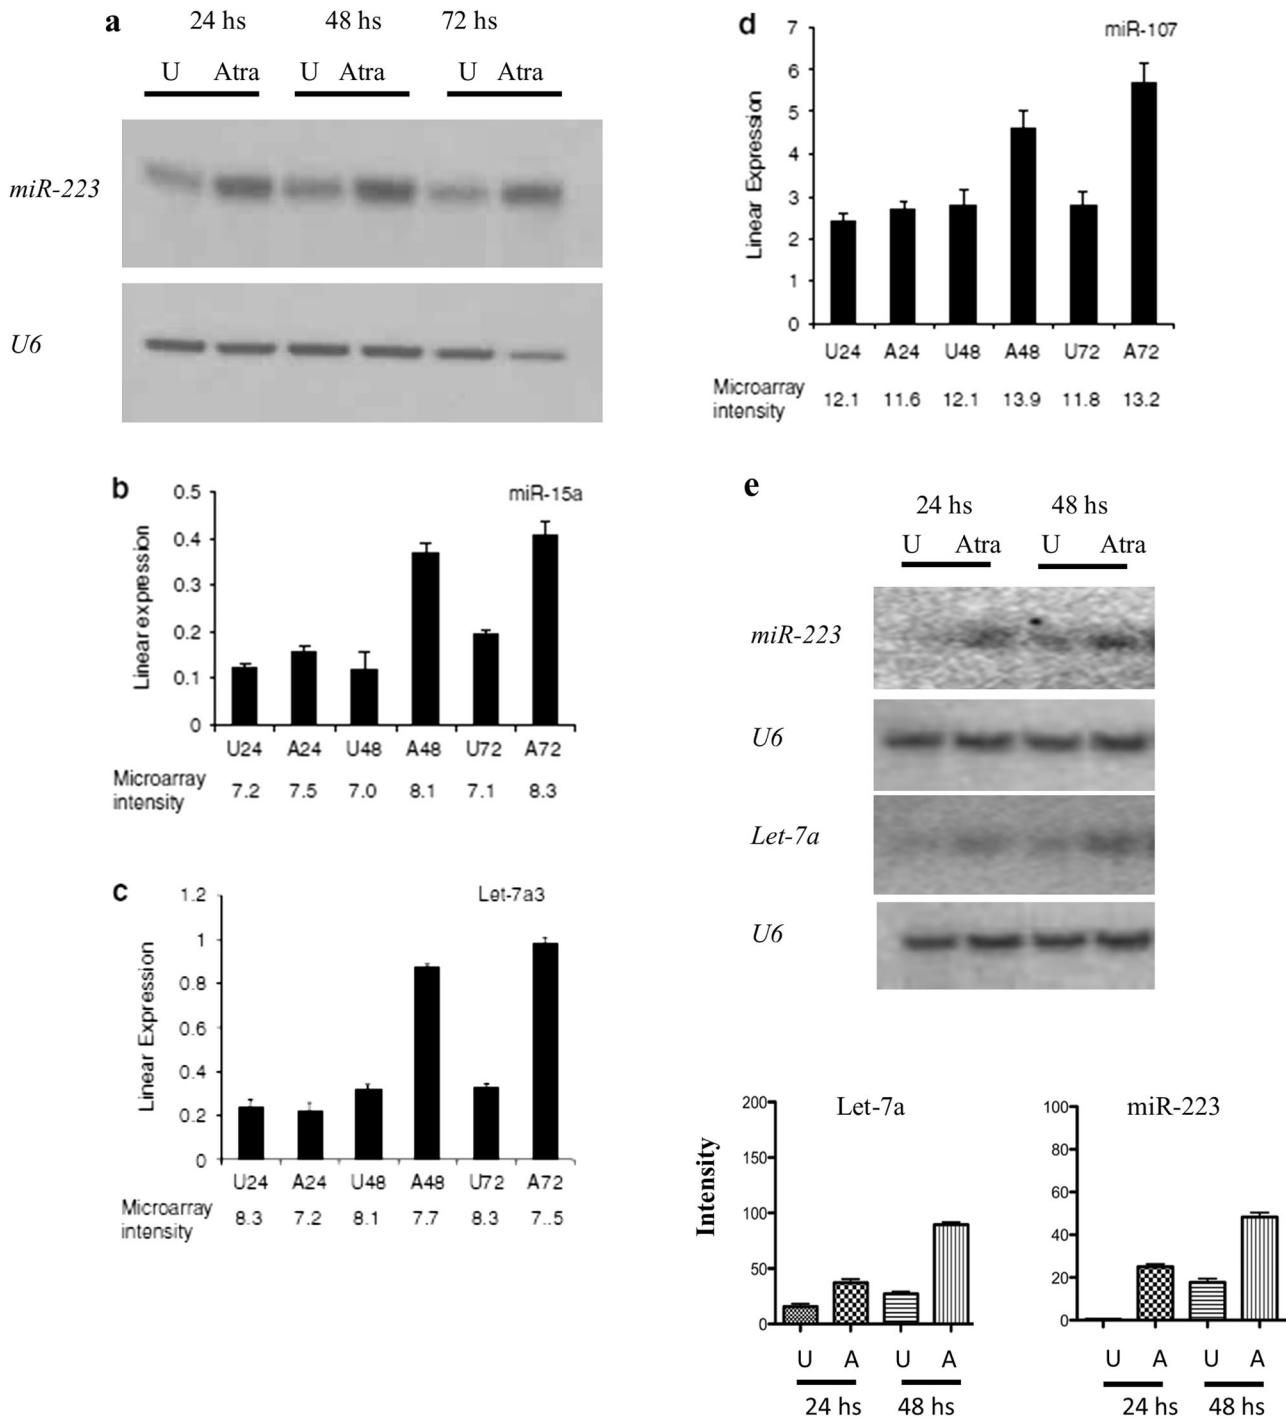 a
24 hs 48 hs 72 hs
U Atra U Atra U Atra
miR-223
U6
b
miR-15a
Linear expression
0.5
0.4
0.3
0.2
0.1
0
U24 A24 U48 A48 U72 A72
Microarray
intensity
7.2 7.5 7.0 8.1 7.1 8.3
c
Let-7a3
Linear Expression
1.2
1
0.8
0.6
0.4
0.2
0
U24 A24 U48 A48 U72 A72
Microarray
intensity
8.3 7.2 8.1 7.7 8.3 7..5
d
miR-107
Linear Expression
7
6
5
4
3
2
1
0
U24 A24 U48 A48 U72 A72
Microarray
intensity
12.1 11.6 12.1 13.9 11.8 13.2
e
24 hs 48 hs
U Atra U Atra
miR-223
U6
Let-7a
U6
Let-7a
Intensity
200
150
100
50
0
U A U A
24 hs 48 hs
miR-223
100
80
60
40
20
0
U A U A
24 hs 48 hs